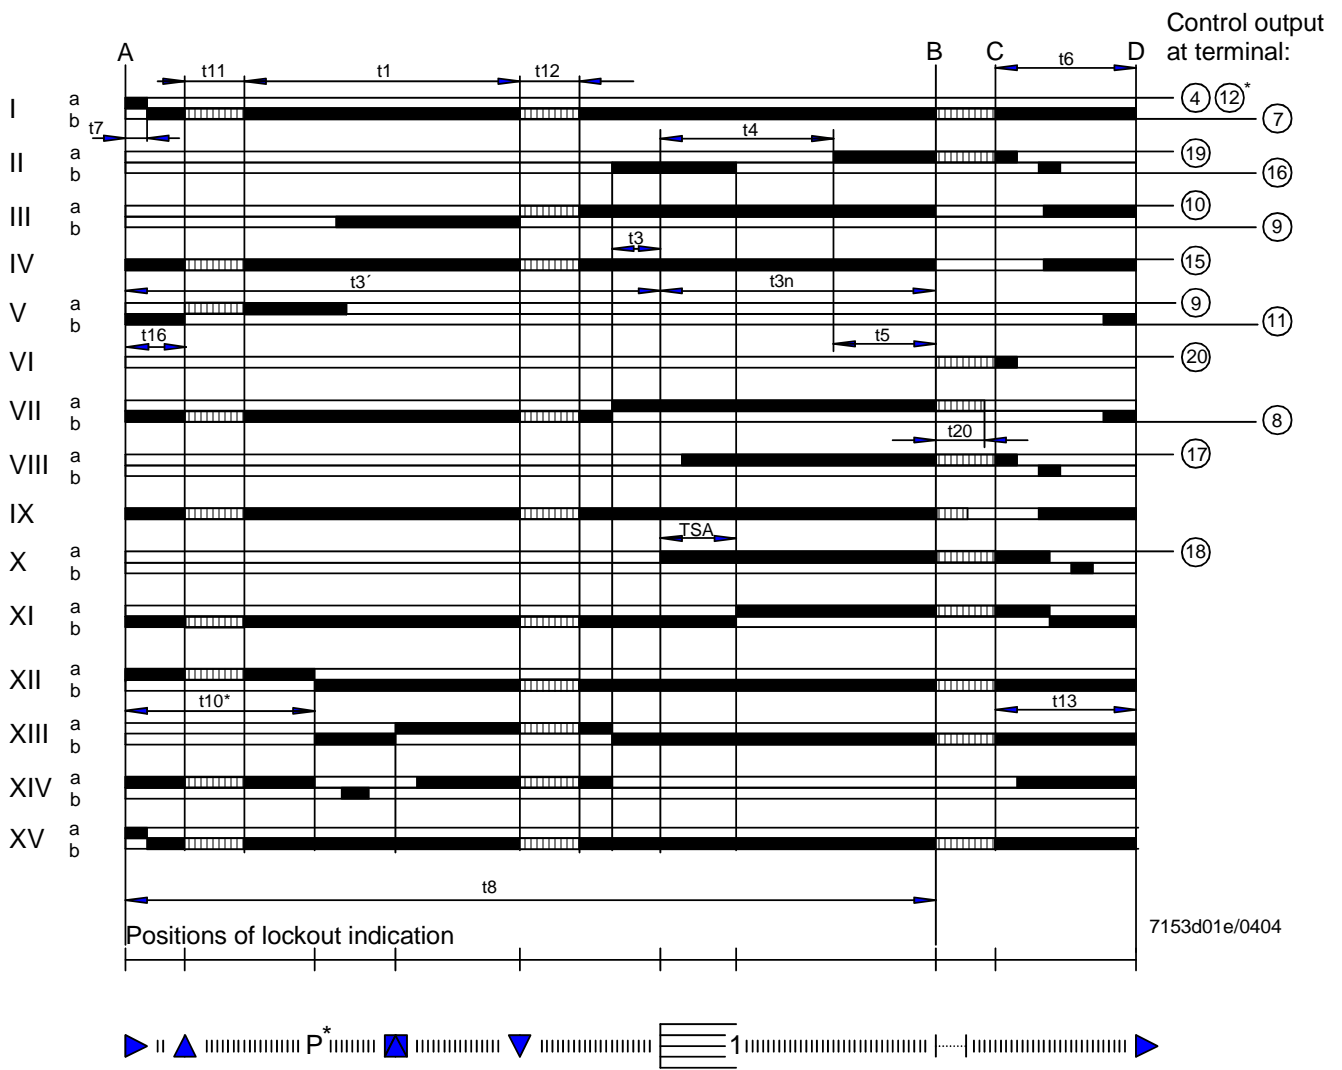 Control output
at terminal:
A B C D
t11 t1 t12 t6
I a b 4 12* 7
t7 t4
II a b 19 16
III a b 10 9
t3
IV 15
t3´ t3n
V a b 9 11
t16 t5
VI 20
VII a b 8
t20
VIII a b 17
IX
TSA
X a b 18
XI a b
XII a b
t10* t13
XIII a b
XIV a b
XV a b
t8
7153d01e/0404
Positions of lockout indication
P* 1